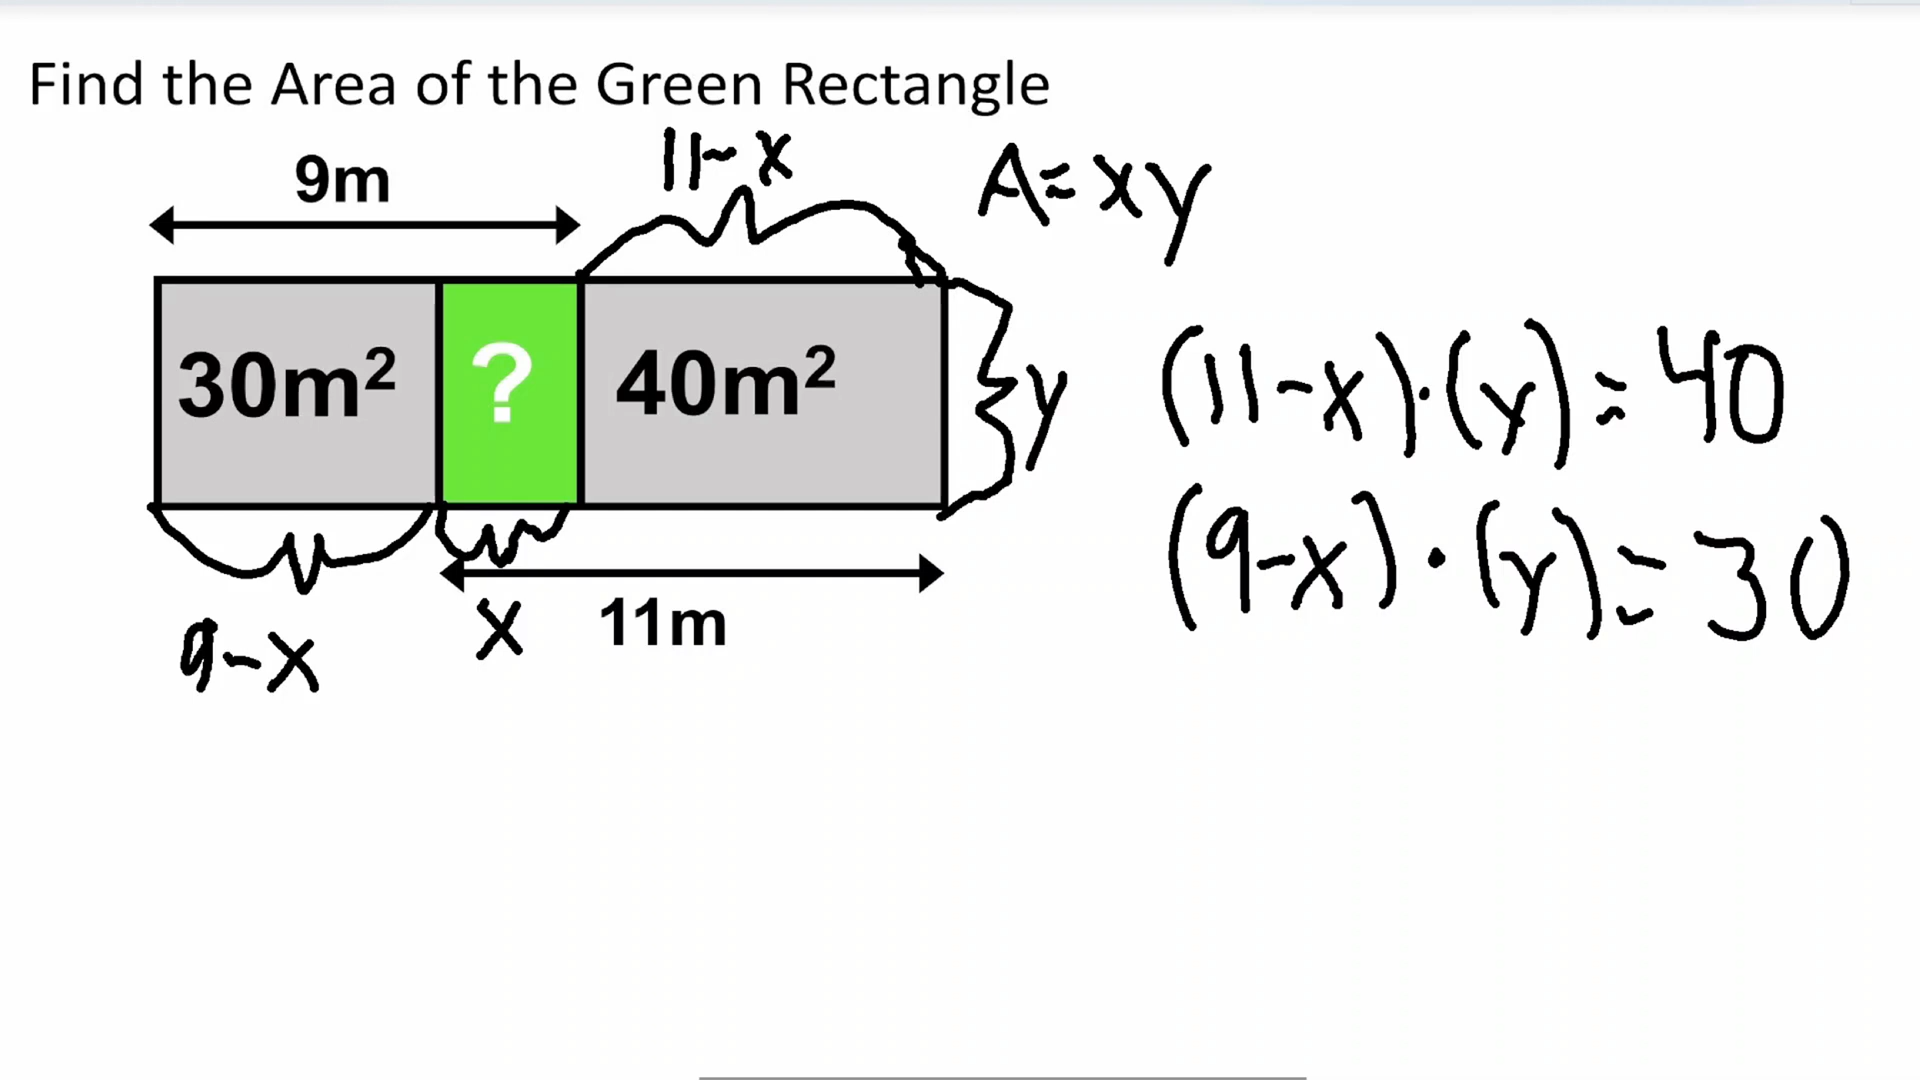 Find the Area of the Green Rectangle
11-x
9m
A=xy
30m²
?
40m²
y
(11-x)·(y)=40
(9-x)·(y)=30
9-x
x
11m